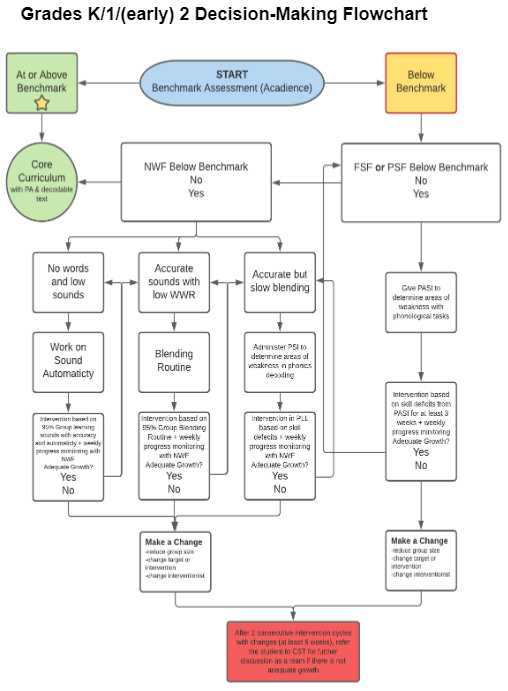 Grades K/1/(early) 2 Decision-Making Flowchart
At or Above
Benchmark
START
Benchmark Assessment (Acadience)
Below
Benchmark
Core
Curriculum
with PA & decodable
text
NWF Below Benchmark
No
Yes
FSF or PSF Below Benchmark
No
Yes
No words
and low
sounds
Accurate
sounds with
low WWR
Accurate but
slow blending
Give PASI to
determine areas of
weakness with
phonological tasks
Work on
Sound
Automaticty
Blending
Routine
Administer PSI to
determine areas of
weakness in phonics
decoding
Intervention based on
95% Group learning
sounds with accuracy
and automaticty + weekly
progress monitoring with
NWF
Adequate Growth?
Yes
No
Intervention based on
95% Group Blending
Routine + weekly
progress monitoring
with NWF
Adequate Growth?
Yes
No
Intervention in PLL
based on skill
deficits + weekly
progress monitoring
with NWF
Adequate Growth?
Yes
No
Intervention based
on skill deficits from
PASI for at least 3
weeks + weekly
progress mintoring
Adequate Growth?
Yes
No
Make a Change
-reduce group size
-change target or
intervention
-change interventionist
Make a Change
-reduce group size
-change target or
intervention
-change interventionist
After 2 consecutive intervention cycles
with changes (at least 6 weeks), refer
the student to CST for further
discussion as a team if there is not
adequate growth.